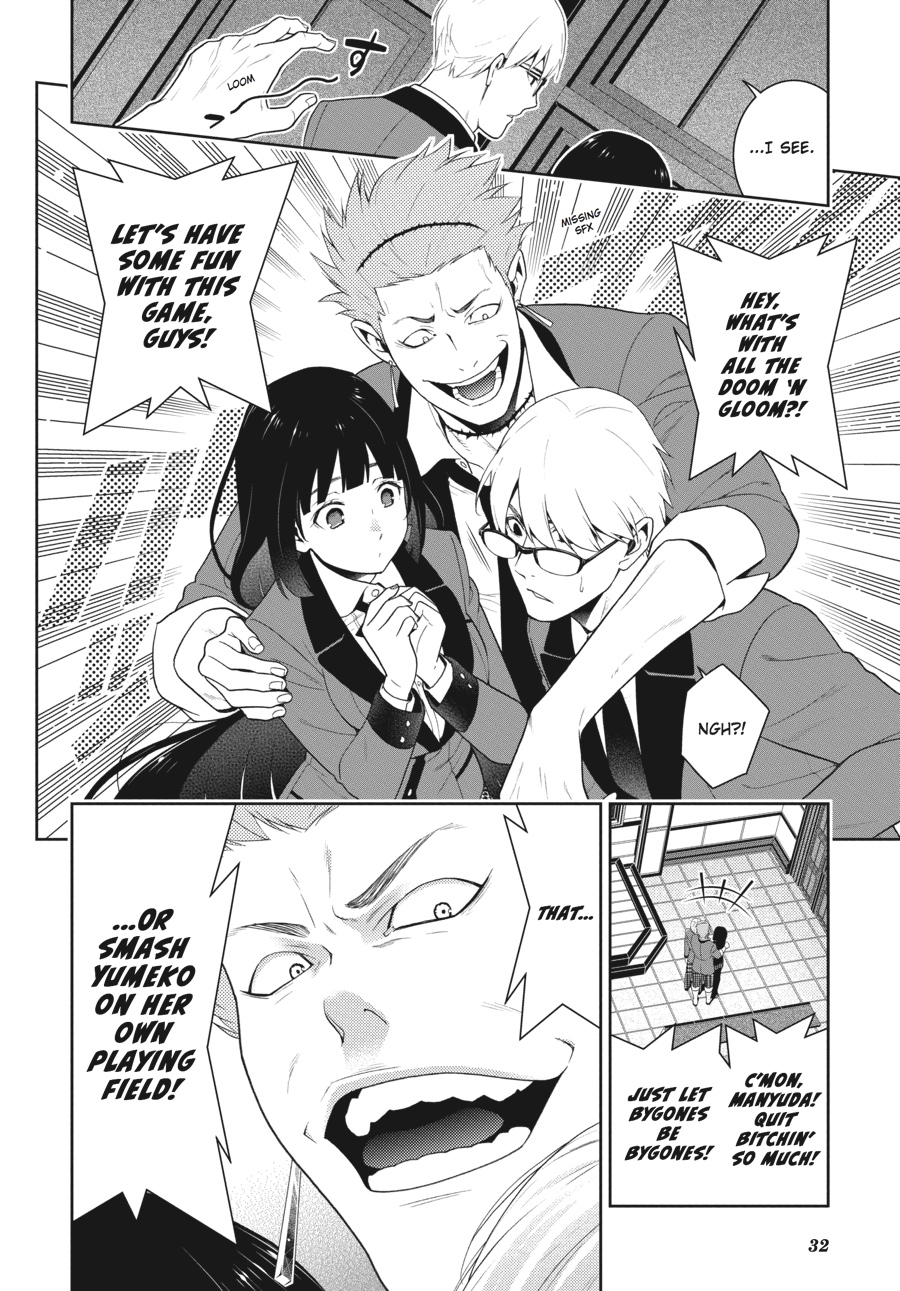 ...I SEE.
LOOM
す
HEY,
WHAT'S
WITH
ALL THE
DOOM 'N
GLOOM?!
MISSING
SFX
LET'S HAVE
SOME FUN
WITH THIS
GAME,
GUYS!
NGH?!
C'MON,
MANYUDA!
QUIT
BITCHIN'
SO MUCH!
JUST LET
BYGONES
BE
BYGONES!
THAT...
...OR
SMASH
YUMEKO
ON HER
OWN
PLAYING
FIELD!
32